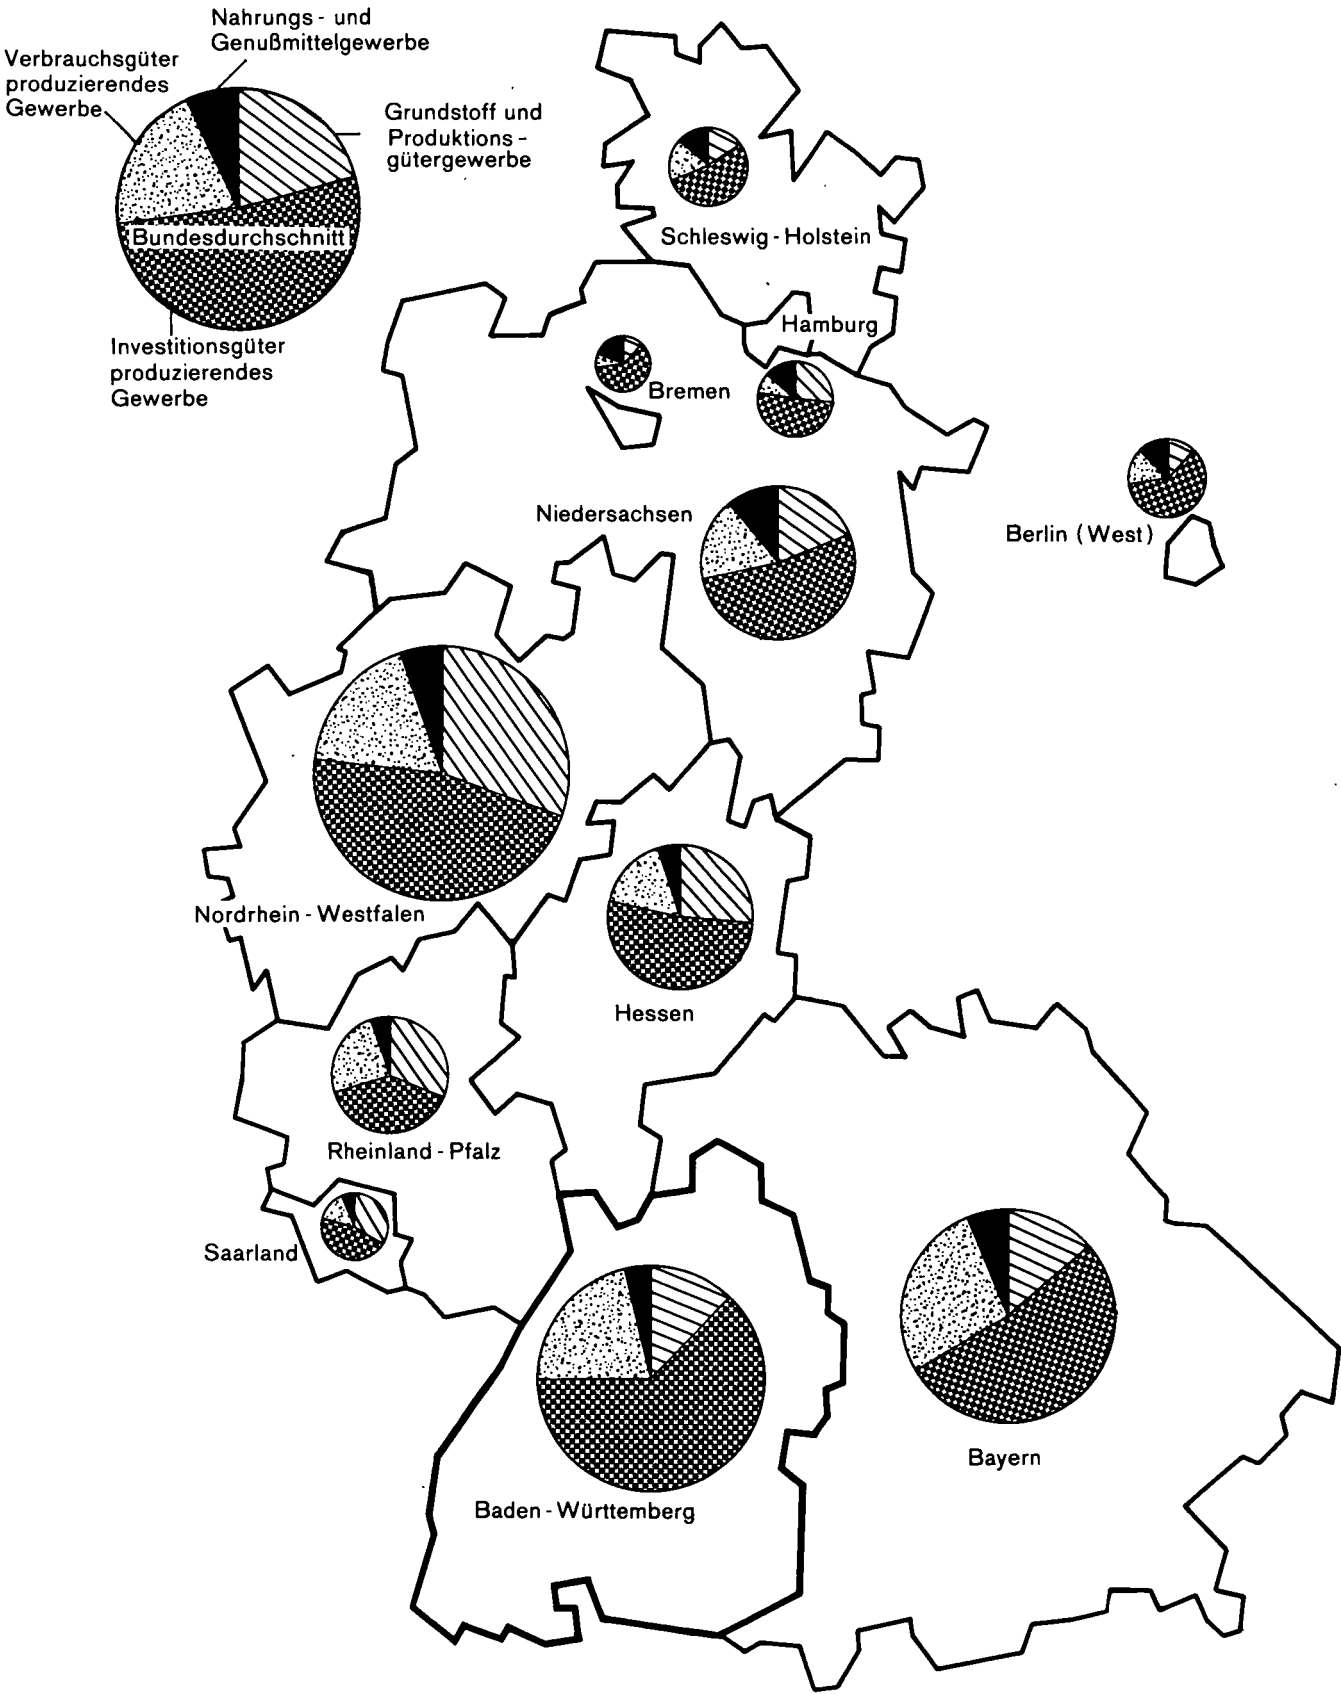 Nahrungs - und
Genußmittelgewerbe
Verbrauchsgüter
produzierendes
Gewerbe
Grundstoff und
Produktions -
gütergewerbe
Bundesdurchschnitt
Investitionsgüter
produzierendes
Gewerbe
Schleswig - Holstein
Hamburg
Bremen
Niedersachsen
Berlin (West)
Nordrhein - Westfalen
Hessen
Rheinland - Pfalz
Saarland
Bayern
Baden - Württemberg